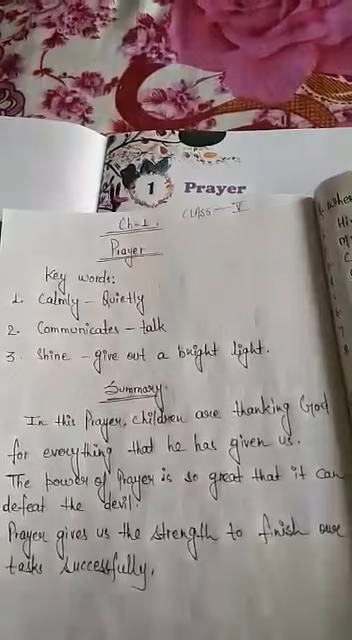 1 Prayer
CLASS - V
Ch-1.
Prayer
Key words:
1. Calmly - Quietly
2. Communicates - talk
3. Shine - give out a bright light.
Summary.
In this Prayer, children are thanking God
for everything that he has given us.
The power of Prayer is so great that it can
defeat the devil.
Prayer gives us the strength to finish our
tasks successfully.